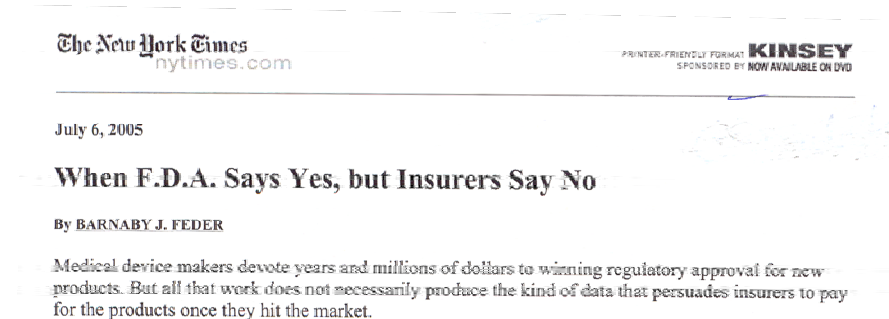 The New York Times
nytimes.com
PRINTER-FRIENDLY FORMAT KINSEY
SPONSORED BY NOW AVAILABLE ON DVD
July 6, 2005
When F.D.A. Says Yes, but Insurers Say No
By BARNABY J. FEDER
Medical device makers devote years and millions of dollars to winning regulatory approval for new
products. But all that work does not necessarily produce the kind of data that persuades insurers to pay
for the products once they hit the market.